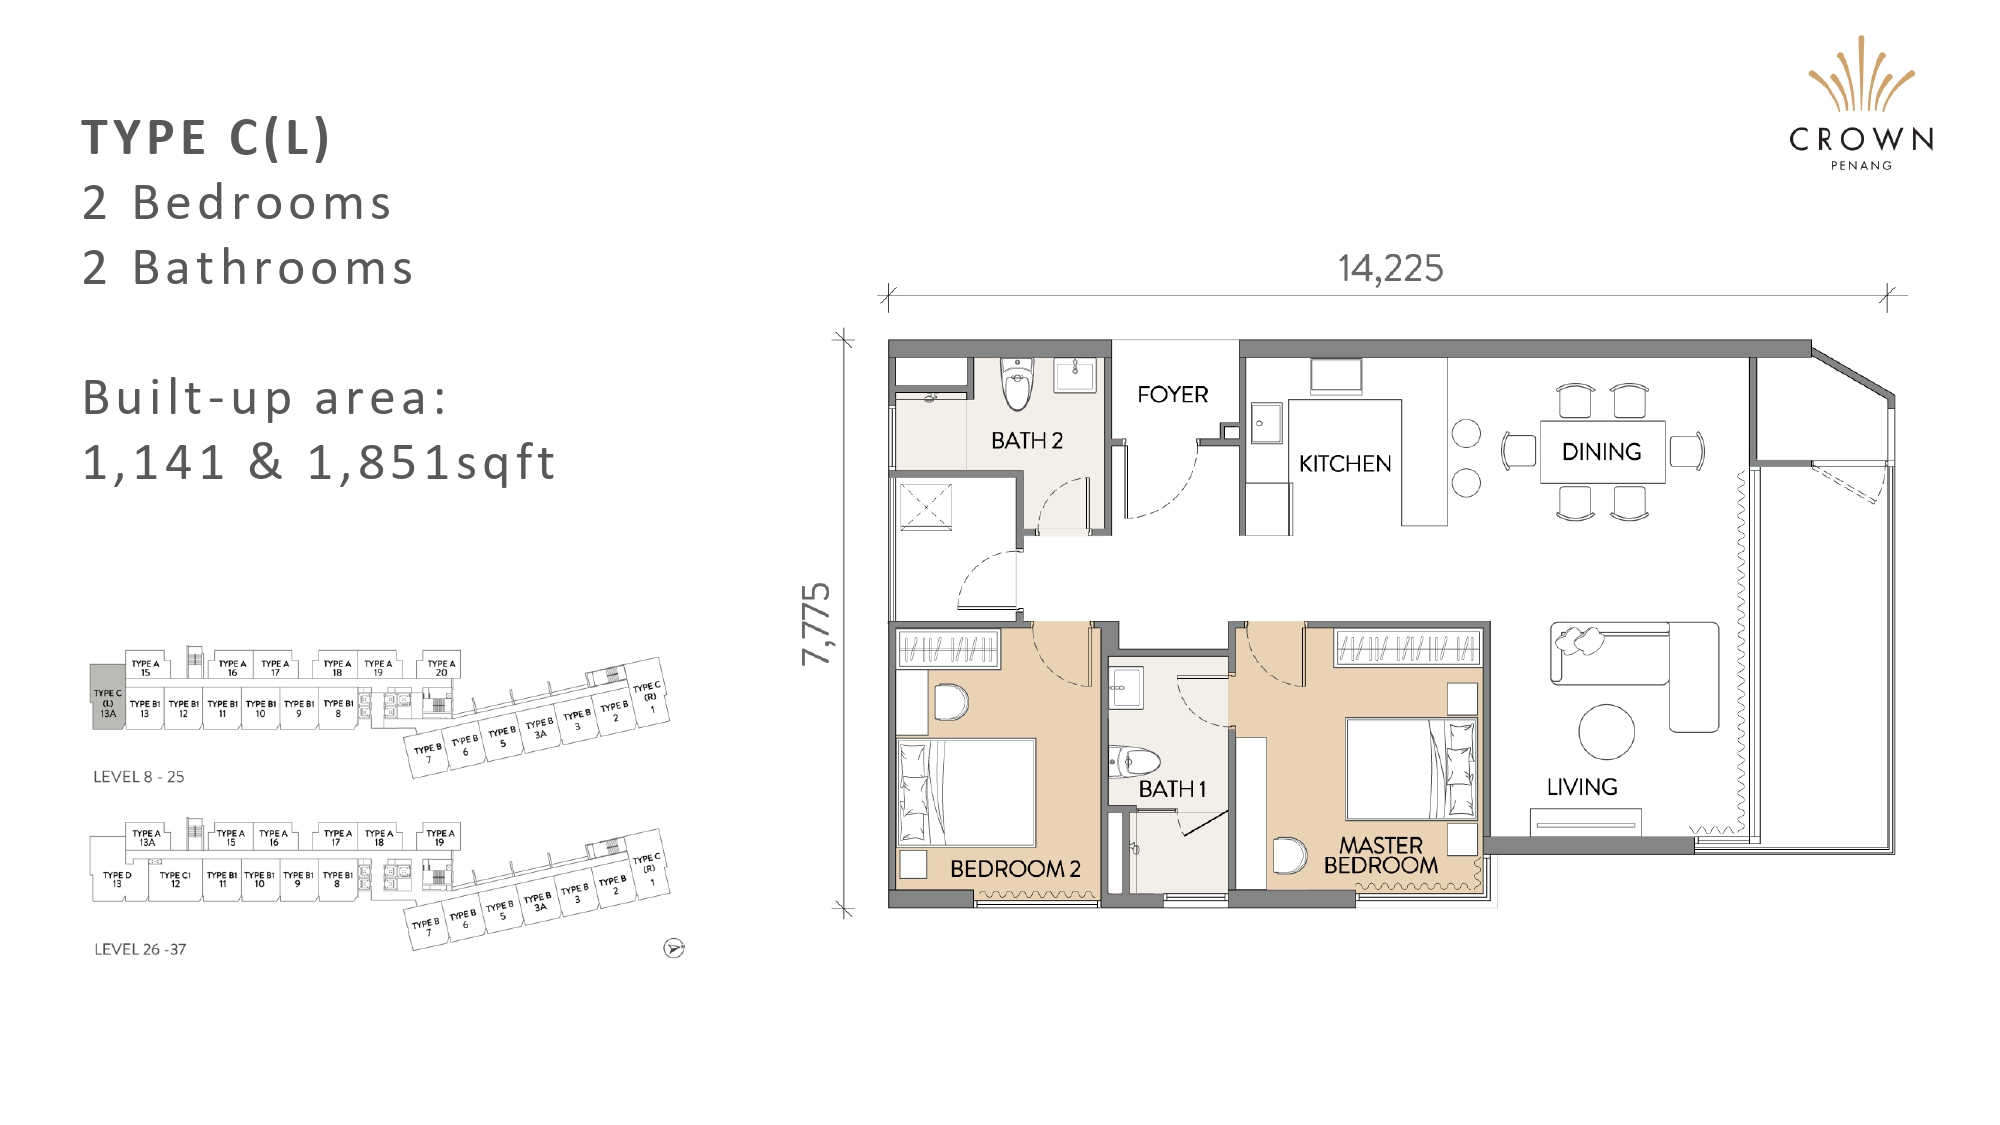 TYPE C(L)
2 Bedrooms
2 Bathrooms
Built-up area:
1,141 & 1,851sqft
CROWN
PENANG
14,225
7,775
FOYER
BATH 2
KITCHEN
DINING
LIVING
BATH 1
MASTER
BEDROOM
BEDROOM 2
TYPE A
15
TYPE A
16
TYPE A
17
TYPE A
18
TYPE A
19
TYPE A
20
TYPE C
(L)
13A
TYPE B1
13
TYPE B1
12
TYPE B1
11
TYPE B1
10
TYPE B1
9
TYPE B1
8
TYPE B
7
TYPE B
6
TYPE B
5
TYPE B
3A
TYPE B
3
TYPE B
2
TYPE C
(R)
1
LEVEL 8 - 25
TYPE A
13A
TYPE A
15
TYPE A
16
TYPE A
17
TYPE A
18
TYPE A
19
TYPE D
13
TYPE C1
12
TYPE B1
11
TYPE B1
10
TYPE B1
9
TYPE B1
8
TYPE B
7
TYPE B
6
TYPE B
5
TYPE B
3A
TYPE B
3
TYPE B
2
TYPE C
(R)
1
LEVEL 26 -37